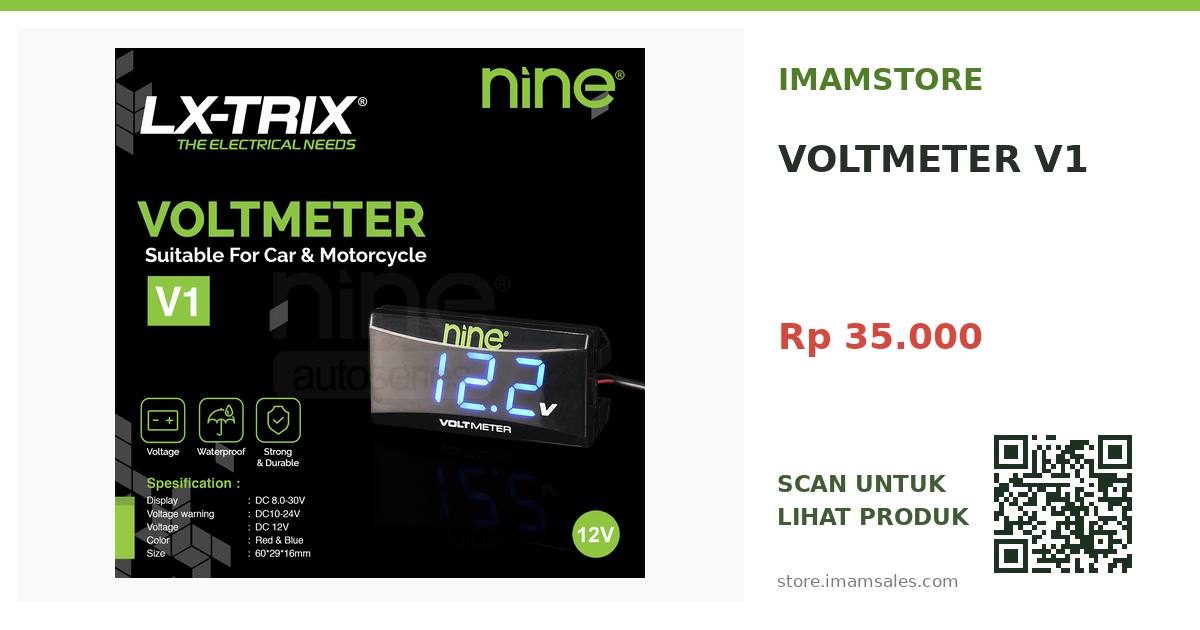 LX-TRIX®
THE ELECTRICAL NEEDS
nine®
VOLTMETER
Suitable For Car & Motorcycle
V1
nine®
autoseries
nine®
12.2v
VOLTMETER
Voltage
Waterproof
Strong
& Durable
Spesification :
Display : DC 8.0-30V
Voltage warning : DC10-24V
Voltage : DC 12V
Color : Red & Blue
Size : 60*29*16mm
12V
IMAMSTORE
VOLTMETER V1
Rp 35.000
SCAN UNTUK
LIHAT PRODUK
store.imamsales.com